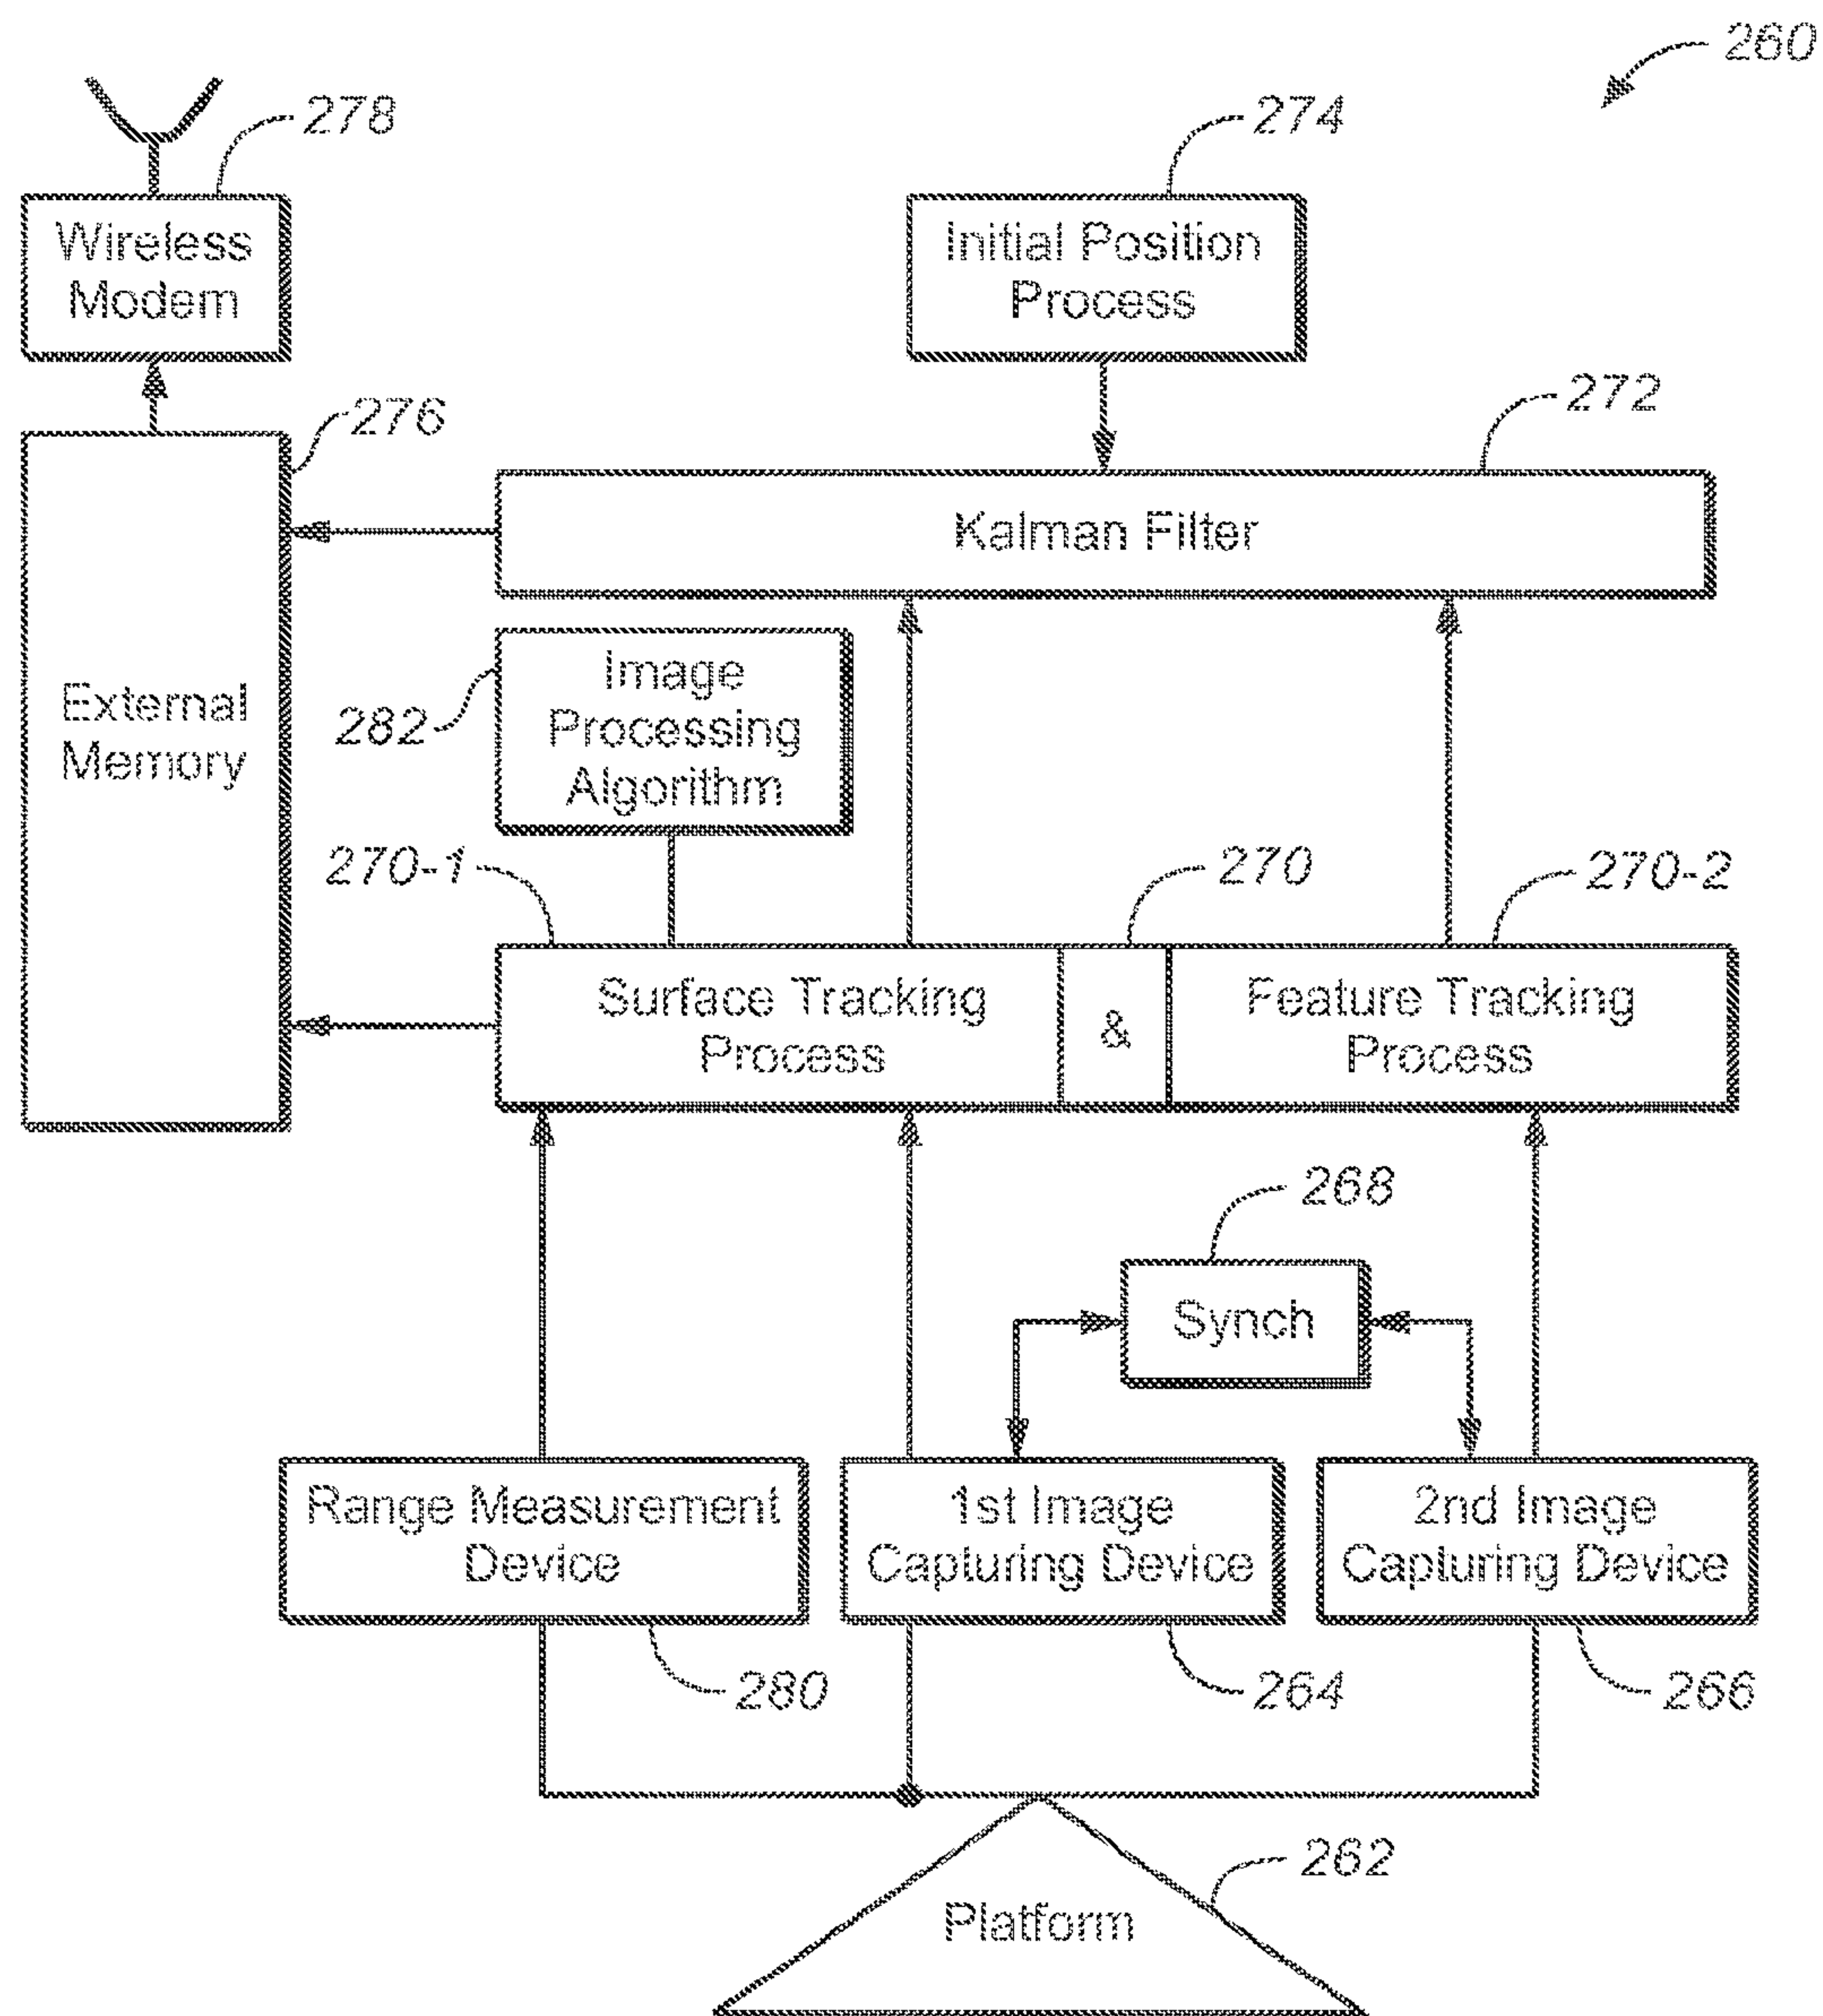 260
278
274
Wireless
Modem
Initial Position
Process
276
272
Kalman Filter
External
Memory
282
Image
Processing
Algorithm
270-1
270
270-2
Surface Tracking
Process
&
Feature Tracking
Process
268
Synch
Range Measurement
Device
1st Image
Capturing Device
2nd Image
Capturing Device
280
264
266
262
Platform